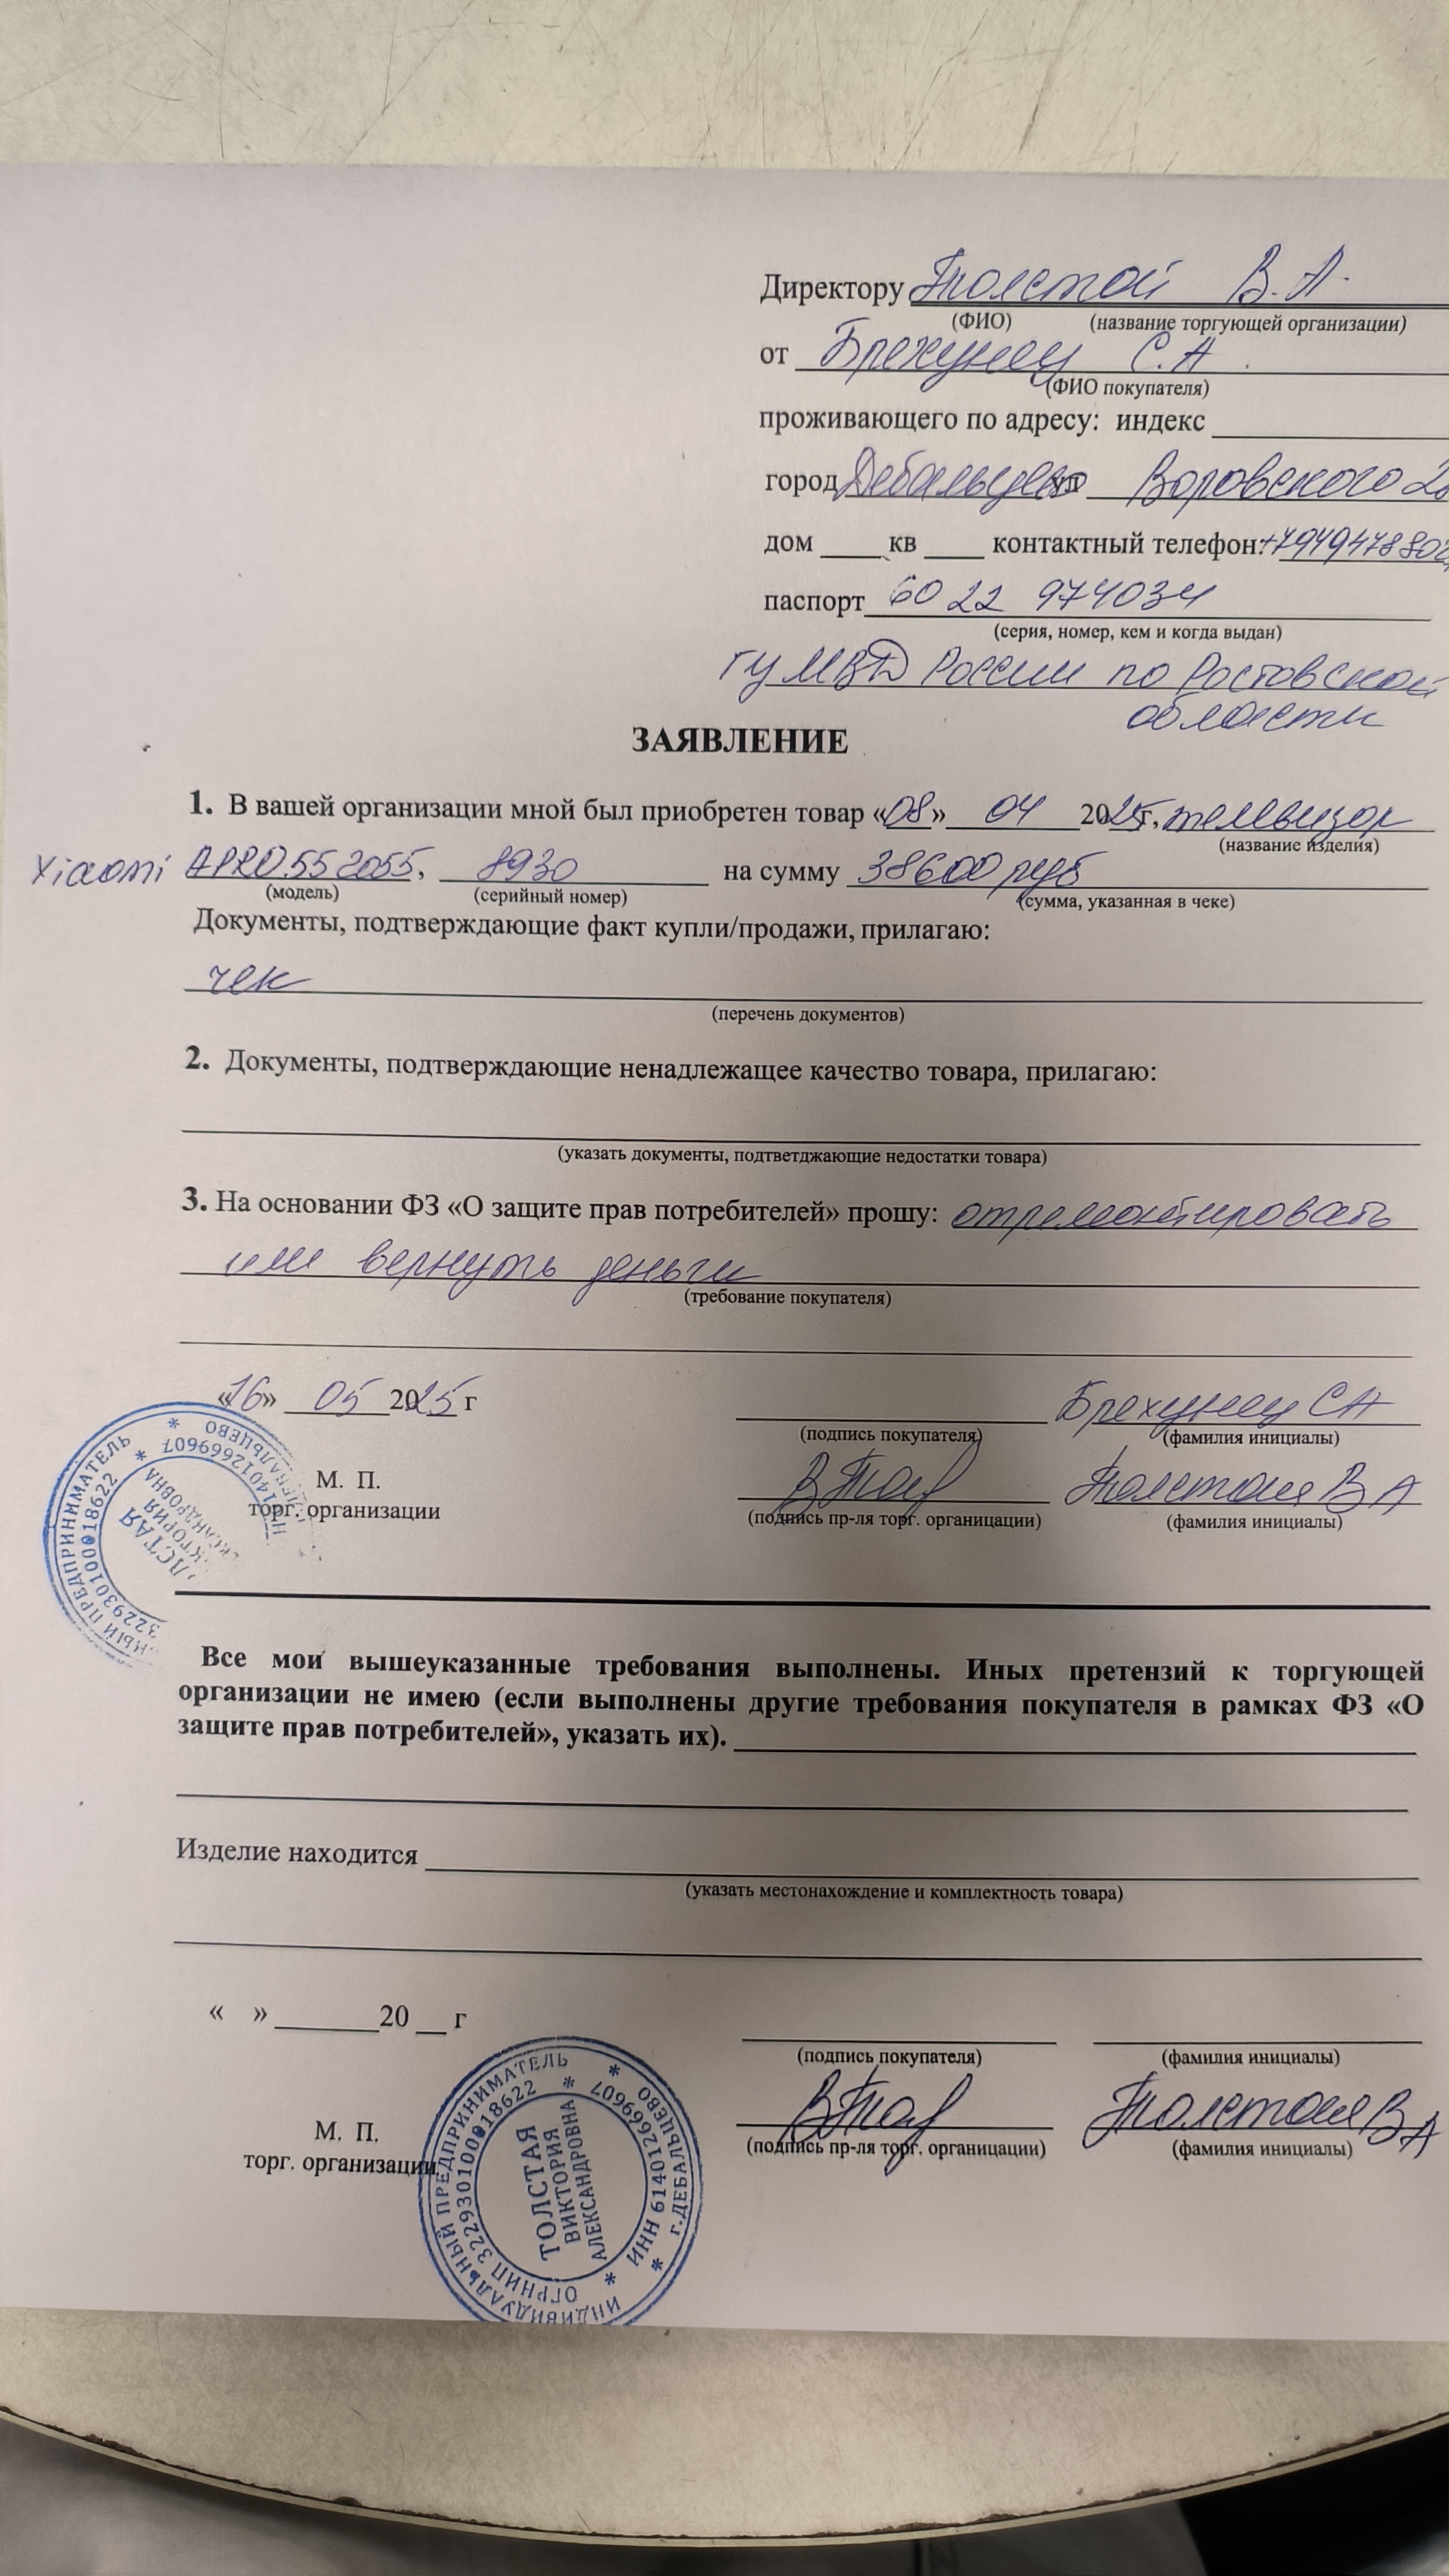 Директору Толстой В. А.
(ФИО) (название торгующей организации)
от Брехунец С. А.
(ФИО покупателя)
проживающего по адресу: индекс
город Дебальцево ул Воровского
дом ____ кв ____ контактный телефон:
паспорт 60 22 974034
(серия, номер, кем и когда выдан)
ГУ МВД России по Ростовской
области
ЗАЯВЛЕНИЕ
1. В вашей организации мной был приобретен товар «08» 04 2025г, телевизор
(название изделия)
Xiaomi , 8930 на сумму 38600 руб
(модель) (серийный номер) (сумма, указанная в чеке)
Документы, подтверждающие факт купли/продажи, прилагаю:
чек
(перечень документов)
2. Документы, подтверждающие ненадлежащее качество товара, прилагаю:
(указать документы, подтветджающие недостатки товара)
3. На основании ФЗ «О защите прав потребителей» прошу: отремонтировать
или вернуть деньги
(требование покупателя)
«16» 05 2025 г Брехунец СА
(подпись покупателя) (фамилия инициалы)
М. П. Толстая В А
торг. организации (подпись пр-ля торг. органицации) (фамилия инициалы)
Все мои вышеуказанные требования выполнены. Иных претензий к торгующей
организации не имею (если выполнены другие требования покупателя в рамках ФЗ «О
защите прав потребителей», указать их).
Изделие находится
(указать местонахождение и комплектность товара)
« » ______20 __ г
(подпись покупателя) (фамилия инициалы)
М. П. Толстая В А
торг. организации (подпись пр-ля торг. органицации) (фамилия инициалы)
ИНДИВИДУАЛЬНЫЙ ПРЕДПРИНИМАТЕЛЬ * г.ДЕБАЛЬЦЕВО *
ОГРНИП 322930100018622 * ИНН 614012669607 *
ТОЛСТАЯ
ВИКТОРИЯ
АЛЕКСАНДРОВНА